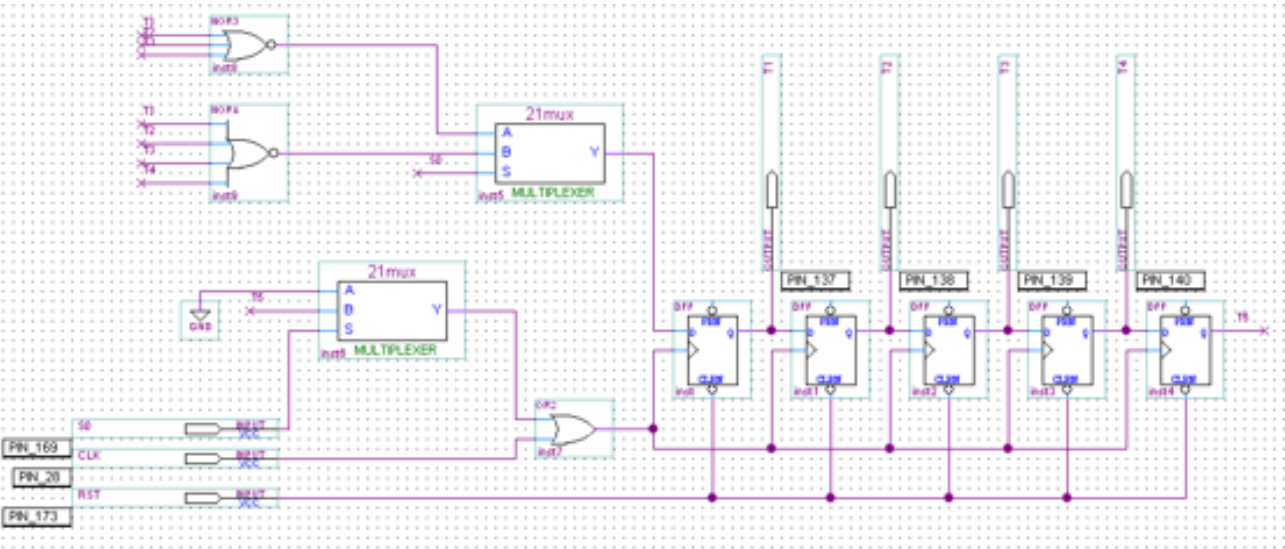 T1
T2
T3
NOR3
inst8
T1
T2
T3
T4
NOR4
inst9
21mux
A
B
S
Y
S0
inst5
MULTIPLEXER
T1
T2
T3
T4
OUTPUT
OUTPUT
OUTPUT
OUTPUT
PIN_137
PIN_138
PIN_139
PIN_140
21mux
A
B
S
Y
T5
GND
inst6
MULTIPLEXER
DFF
PRN
D
Q
CLRN
inst
DFF
PRN
D
Q
CLRN
inst1
DFF
PRN
D
Q
CLRN
inst2
DFF
PRN
D
Q
CLRN
inst3
DFF
PRN
D
Q
CLRN
inst4
T5
OR2
inst7
S0
INPUT
VCC
PIN_169
CLK
INPUT
VCC
PIN_28
RST
INPUT
VCC
PIN_173